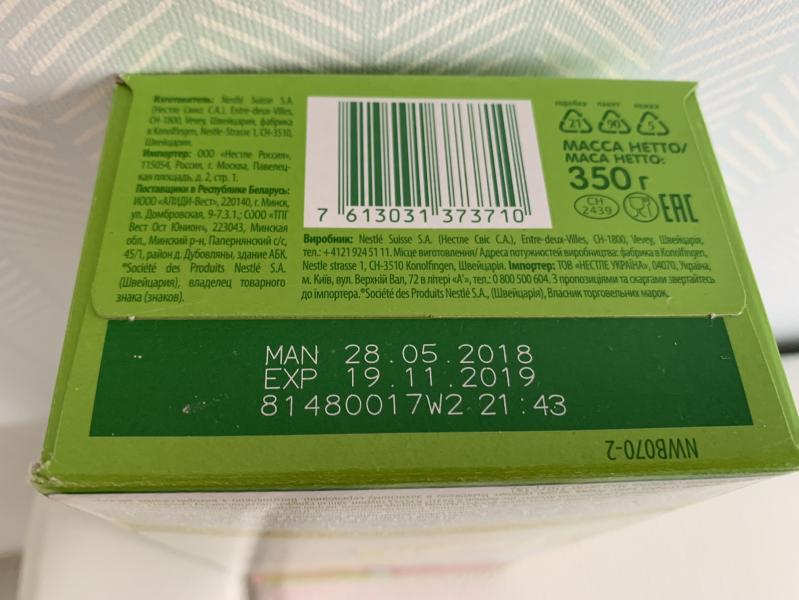 Изготовитель: Nestlé Suisse S.A.
(Нестле Свис С.А.), Entre-deux-Villes,
CH-1800, Vevey, Швейцария, фабрика
в Konolfingen, Nestle-Strasse 1, CH-3510,
Швейцария.
Импортер: ООО «Нестле Россия»,
115054, Россия, г. Москва, Павелец-
кая площадь, д. 2, стр. 1.
Поставщики в Республике Беларусь:
ИООО «АЛИДИ-Вест», 220140, г. Минск,
ул. Домбровская, 9-7.3.1.; СООО «ТПГ
Вест Ост Юнион», 223043, Минская
обл., Минский р-н, Папернянский с/с,
45/1, район д. Дубовляны, здание АБК.
®Société des Produits Nestlé S.A.
(Швейцария), владелец товарного
знака (знаков).
7 613031 373710
коробка пакет ложка
21 90 5
МАССА НЕТТО/
МАСА НЕТТО:
350 г
CH
2439
EAC
Виробник: Nestlé Suisse S.A. (Нестле Свіс С.А.), Entre-deux-Villes, CH-1800, Vevey, Швейцарія,
тел.: +4121 924 51 11. Місце виготовлення/ Адреса потужностей виробництва: фабрика в Konolfingen,
Nestle strasse 1, CH-3510 Konolfingen, Швейцарія. Імпортер: ТОВ «НЕСТЛЕ УКРАЇНА», 04070, Україна,
м. Київ, вул. Верхній Вал, 72 в літері «А», тел.: 0 800 500 604. З пропозиціями та скаргами звертайтесь
до імпортера.®Société des Produits Nestlé S.A., (Швейцарія), Власник торговельних марок.
MAN 28.05.2018
EXP 19.11.2019
81480017W2 21:43
NWB070-2